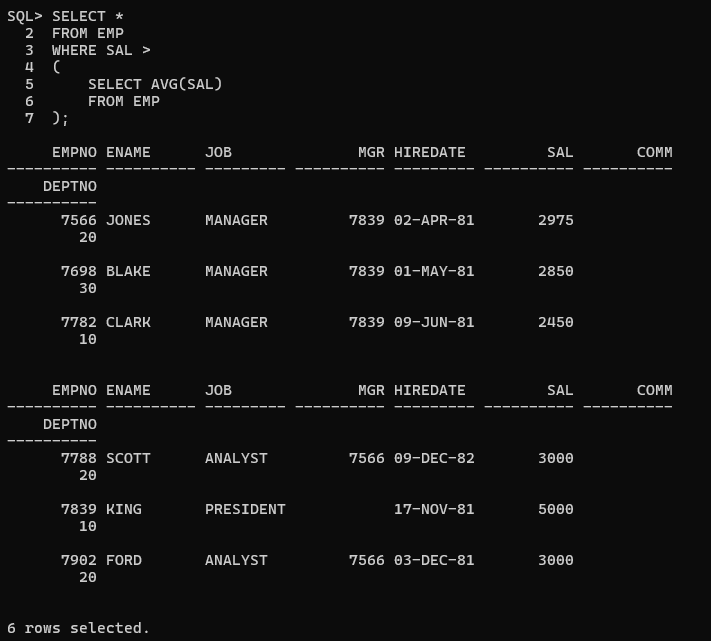 SQL> SELECT *
  2  FROM EMP
  3  WHERE SAL >
  4  (
  5      SELECT AVG(SAL)
  6      FROM EMP
  7  );

     EMPNO ENAME      JOB              MGR HIREDATE         SAL       COMM
---------- ---------- --------- ---------- --------- ---------- ----------
    DEPTNO
----------
      7566 JONES      MANAGER         7839 02-APR-81       2975
        20

      7698 BLAKE      MANAGER         7839 01-MAY-81       2850
        30

      7782 CLARK      MANAGER         7839 09-JUN-81       2450
        10


     EMPNO ENAME      JOB              MGR HIREDATE         SAL       COMM
---------- ---------- --------- ---------- --------- ---------- ----------
    DEPTNO
----------
      7788 SCOTT      ANALYST         7566 09-DEC-82       3000
        20

      7839 KING       PRESIDENT            17-NOV-81       5000
        10

      7902 FORD       ANALYST         7566 03-DEC-81       3000
        20


6 rows selected.